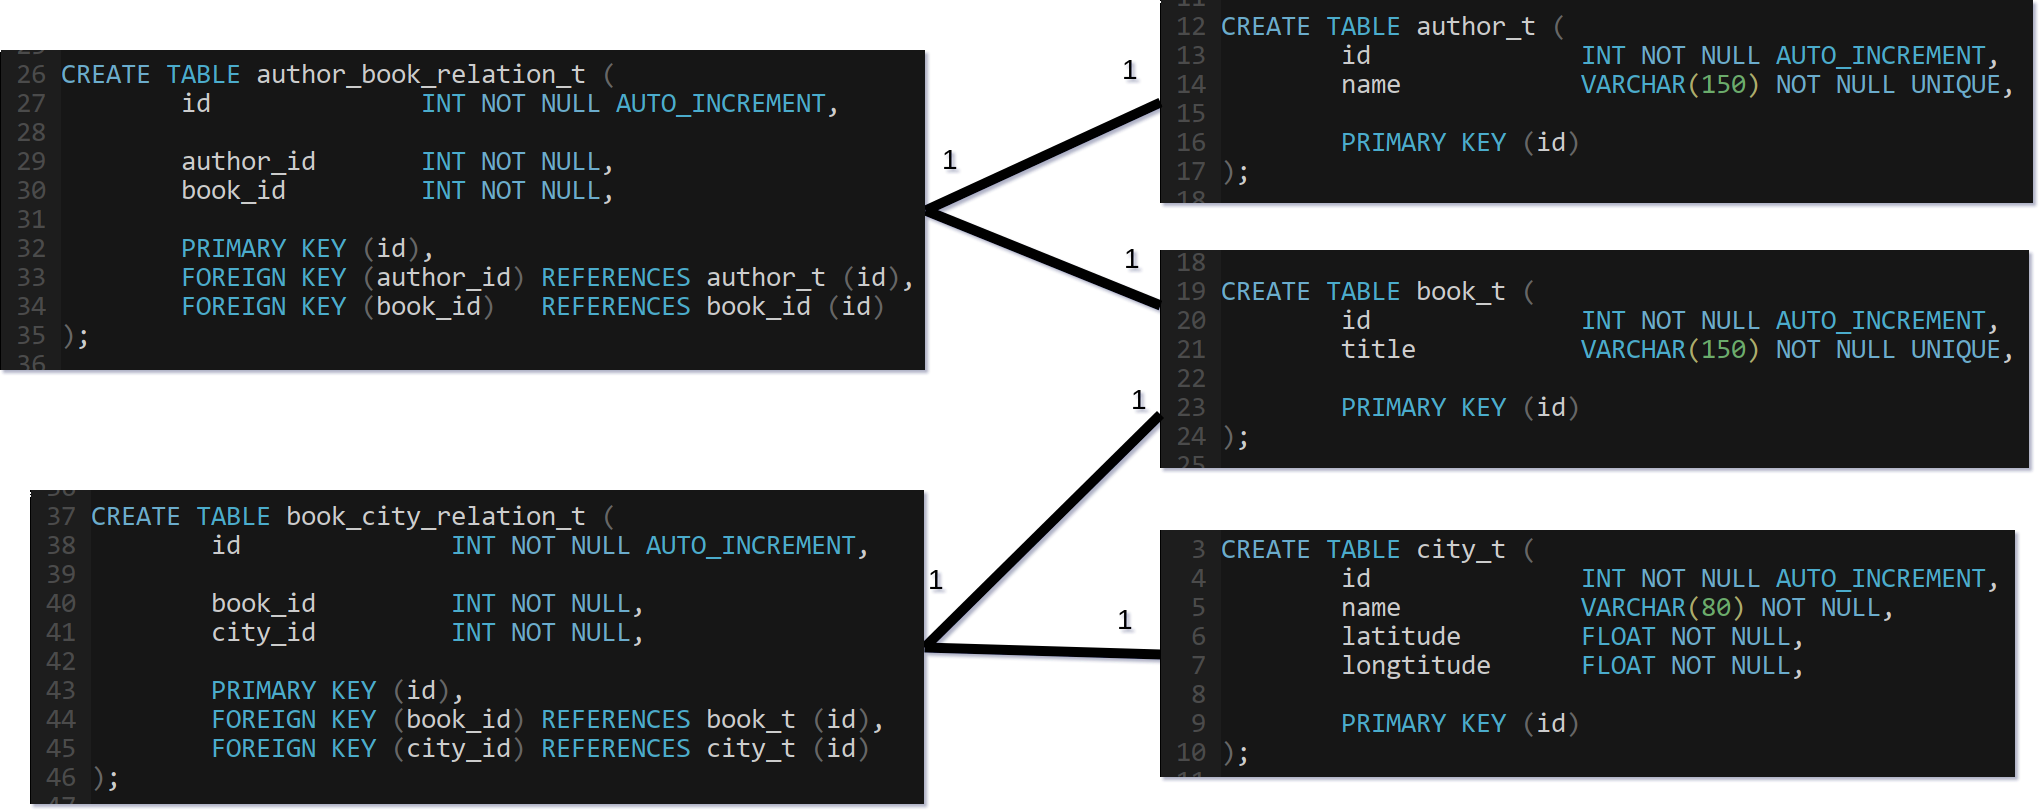 25
26 CREATE TABLE author_book_relation_t (
27 id INT NOT NULL AUTO_INCREMENT,
28
29 author_id INT NOT NULL,
30 book_id INT NOT NULL,
31
32 PRIMARY KEY (id),
33 FOREIGN KEY (author_id) REFERENCES author_t (id),
34 FOREIGN KEY (book_id) REFERENCES book_id (id)
35 );
36
1
1
1
11
12 CREATE TABLE author_t (
13 id INT NOT NULL AUTO_INCREMENT,
14 name VARCHAR(150) NOT NULL UNIQUE,
15
16 PRIMARY KEY (id)
17 );
18
18
19 CREATE TABLE book_t (
20 id INT NOT NULL AUTO_INCREMENT,
21 title VARCHAR(150) NOT NULL UNIQUE,
22
23 PRIMARY KEY (id)
24 );
25
36
37 CREATE TABLE book_city_relation_t (
38 id INT NOT NULL AUTO_INCREMENT,
39
40 book_id INT NOT NULL,
41 city_id INT NOT NULL,
42
43 PRIMARY KEY (id),
44 FOREIGN KEY (book_id) REFERENCES book_t (id),
45 FOREIGN KEY (city_id) REFERENCES city_t (id)
46 );
47
1
1
1
3 CREATE TABLE city_t (
4 id INT NOT NULL AUTO_INCREMENT,
5 name VARCHAR(80) NOT NULL,
6 latitude FLOAT NOT NULL,
7 longtitude FLOAT NOT NULL,
8
9 PRIMARY KEY (id)
10 );
11